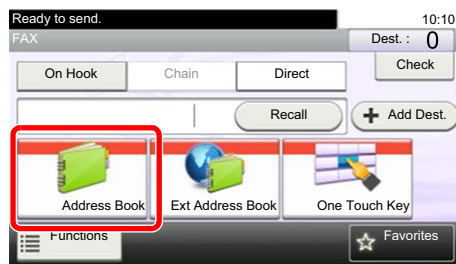 Ready to send.
10:10
FAX
Dest. :
0
On Hook
Chain
Direct
Check
Recall
Add Dest.
Address Book
Ext Address Book
One Touch Key
Functions
Favorites